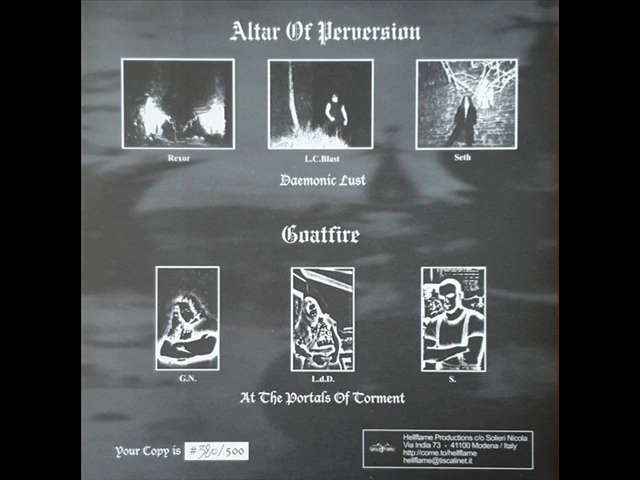 Altar Of Perversion
Rexor
L.C.Blast
Seth
Daemonic Lust
Goatfire
G.N.
L.d.D.
S.
At The Portals Of Torment
Your Copy is #380/500
Hellflame Productions c/o Solieri Nicola
Via India 73 - 41100 Modena / Italy
http://come.to/hellflame
hellflame@tiscalinet.it